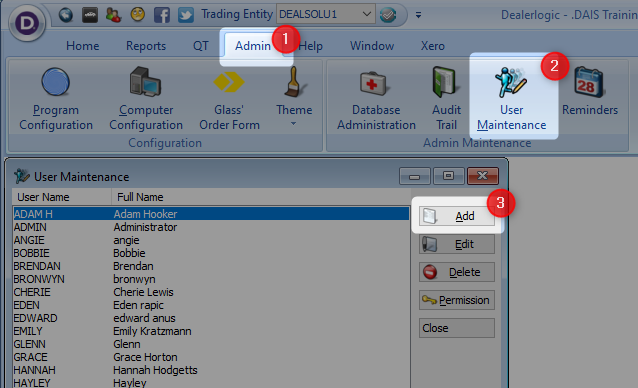 D
Trading Entity DEALSOLU1
Dealerlogic - .DAIS Training
Home Reports QT Admin 1 Help Window Xero
2
Program Configuration
Computer Configuration
Glass' Order Form
Theme
Database Administration
Audit Trail
User Maintenance
28
Reminders
Configuration
Admin Maintenance
User Maintenance
User Name Full Name
ADAM H Adam Hooker
ADMIN Administrator
ANGIE angie
BOBBIE Bobbie
BRENDAN Brendan
BRONWYN bronwyn
CHERIE Cherie Lewis
EDEN Eden rapic
EDWARD edward anus
EMILY Emily Kratzmann
GLENN Glenn
GRACE Grace Horton
HANNAH Hannah Hodgetts
HAYLEY Hayley
3
Add
Edit
Delete
Permission
Close